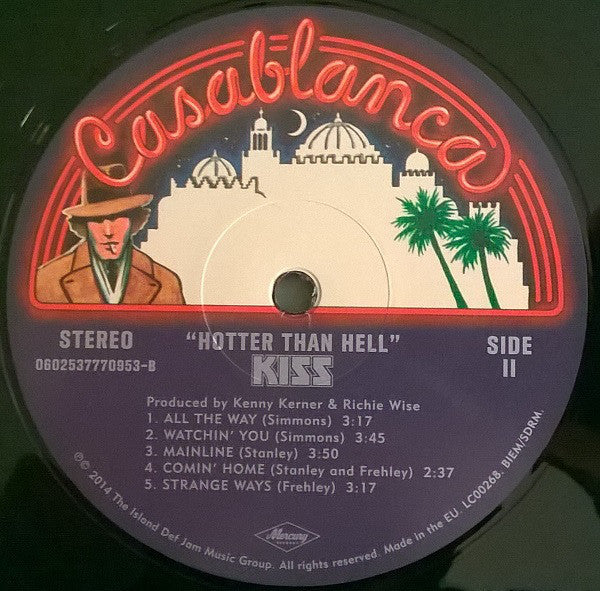 Casablanca
STEREO
0602537770953-B
"HOTTER THAN HELL"
KISS
SIDE
II
Produced by Kenny Kerner & Richie Wise
1. ALL THE WAY (Simmons) 3:17
2. WATCHIN' YOU (Simmons) 3:45
3. MAINLINE (Stanley) 3:50
4. COMIN' HOME (Stanley and Frehley) 2:37
5. STRANGE WAYS (Frehley) 3:17
Mercury
℗© 2014 The Island Def Jam Music Group. All rights reserved. Made in the EU. LC00268. BIEM/SDRM.